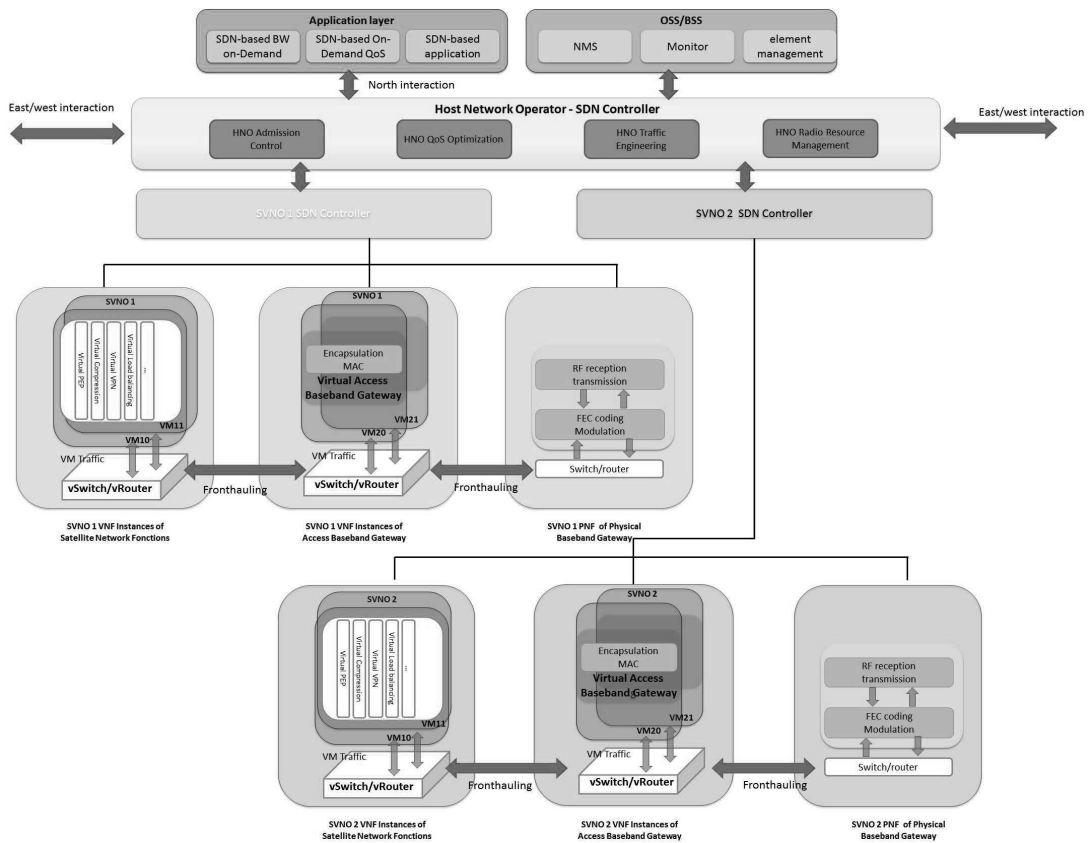 Application layer
SDN-based BW
on-Demand
SDN-based On-
Demand QoS
SDN-based
application
OSS/BSS
NMS
Monitor
element
management
North interaction
East/west interaction
East/west interaction
Host Network Operator - SDN Controller
HNO Admission
Control
HNO QoS Optimization
HNO Traffic
Engineering
HNO Radio Resource
Management
SVNO 1 SDN Controller
SVNO 2 SDN Controller
SVNO 1
Virtual PEP
Virtual Compression
Virtual VPN
Virtual Load balancing
...
VM11
VM10
VM Traffic
vSwitch/vRouter
Fronthauling
SVNO 1
Encapsulation
MAC
Virtual Access
Baseband Gateway
VM21
VM20
VM Traffic
vSwitch/vRouter
Fronthauling
RF reception
transmission
FEC coding
Modulation
Switch/router
SVNO 1 VNF Instances of
Satellite Network Fonctions
SVNO 1 VNF Instances of
Access Baseband Gateway
SVNO 1 PNF of Physical
Baseband Gateway
SVNO 2
Virtual PEP
Virtual Compression
Virtual VPN
Virtual Load balancing
...
VM11
VM10
VM Traffic
vSwitch/vRouter
Fronthauling
SVNO 2
Encapsulation
MAC
Virtual Access
Baseband Gateway
VM21
VM20
VM Traffic
vSwitch/vRouter
Fronthauling
RF reception
transmission
FEC coding
Modulation
Switch/router
SVNO 2 VNF Instances of
Satellite Network Fonctions
SVNO 2 VNF Instances of
Access Baseband Gateway
SVNO 2 PNF of Physical
Baseband Gateway